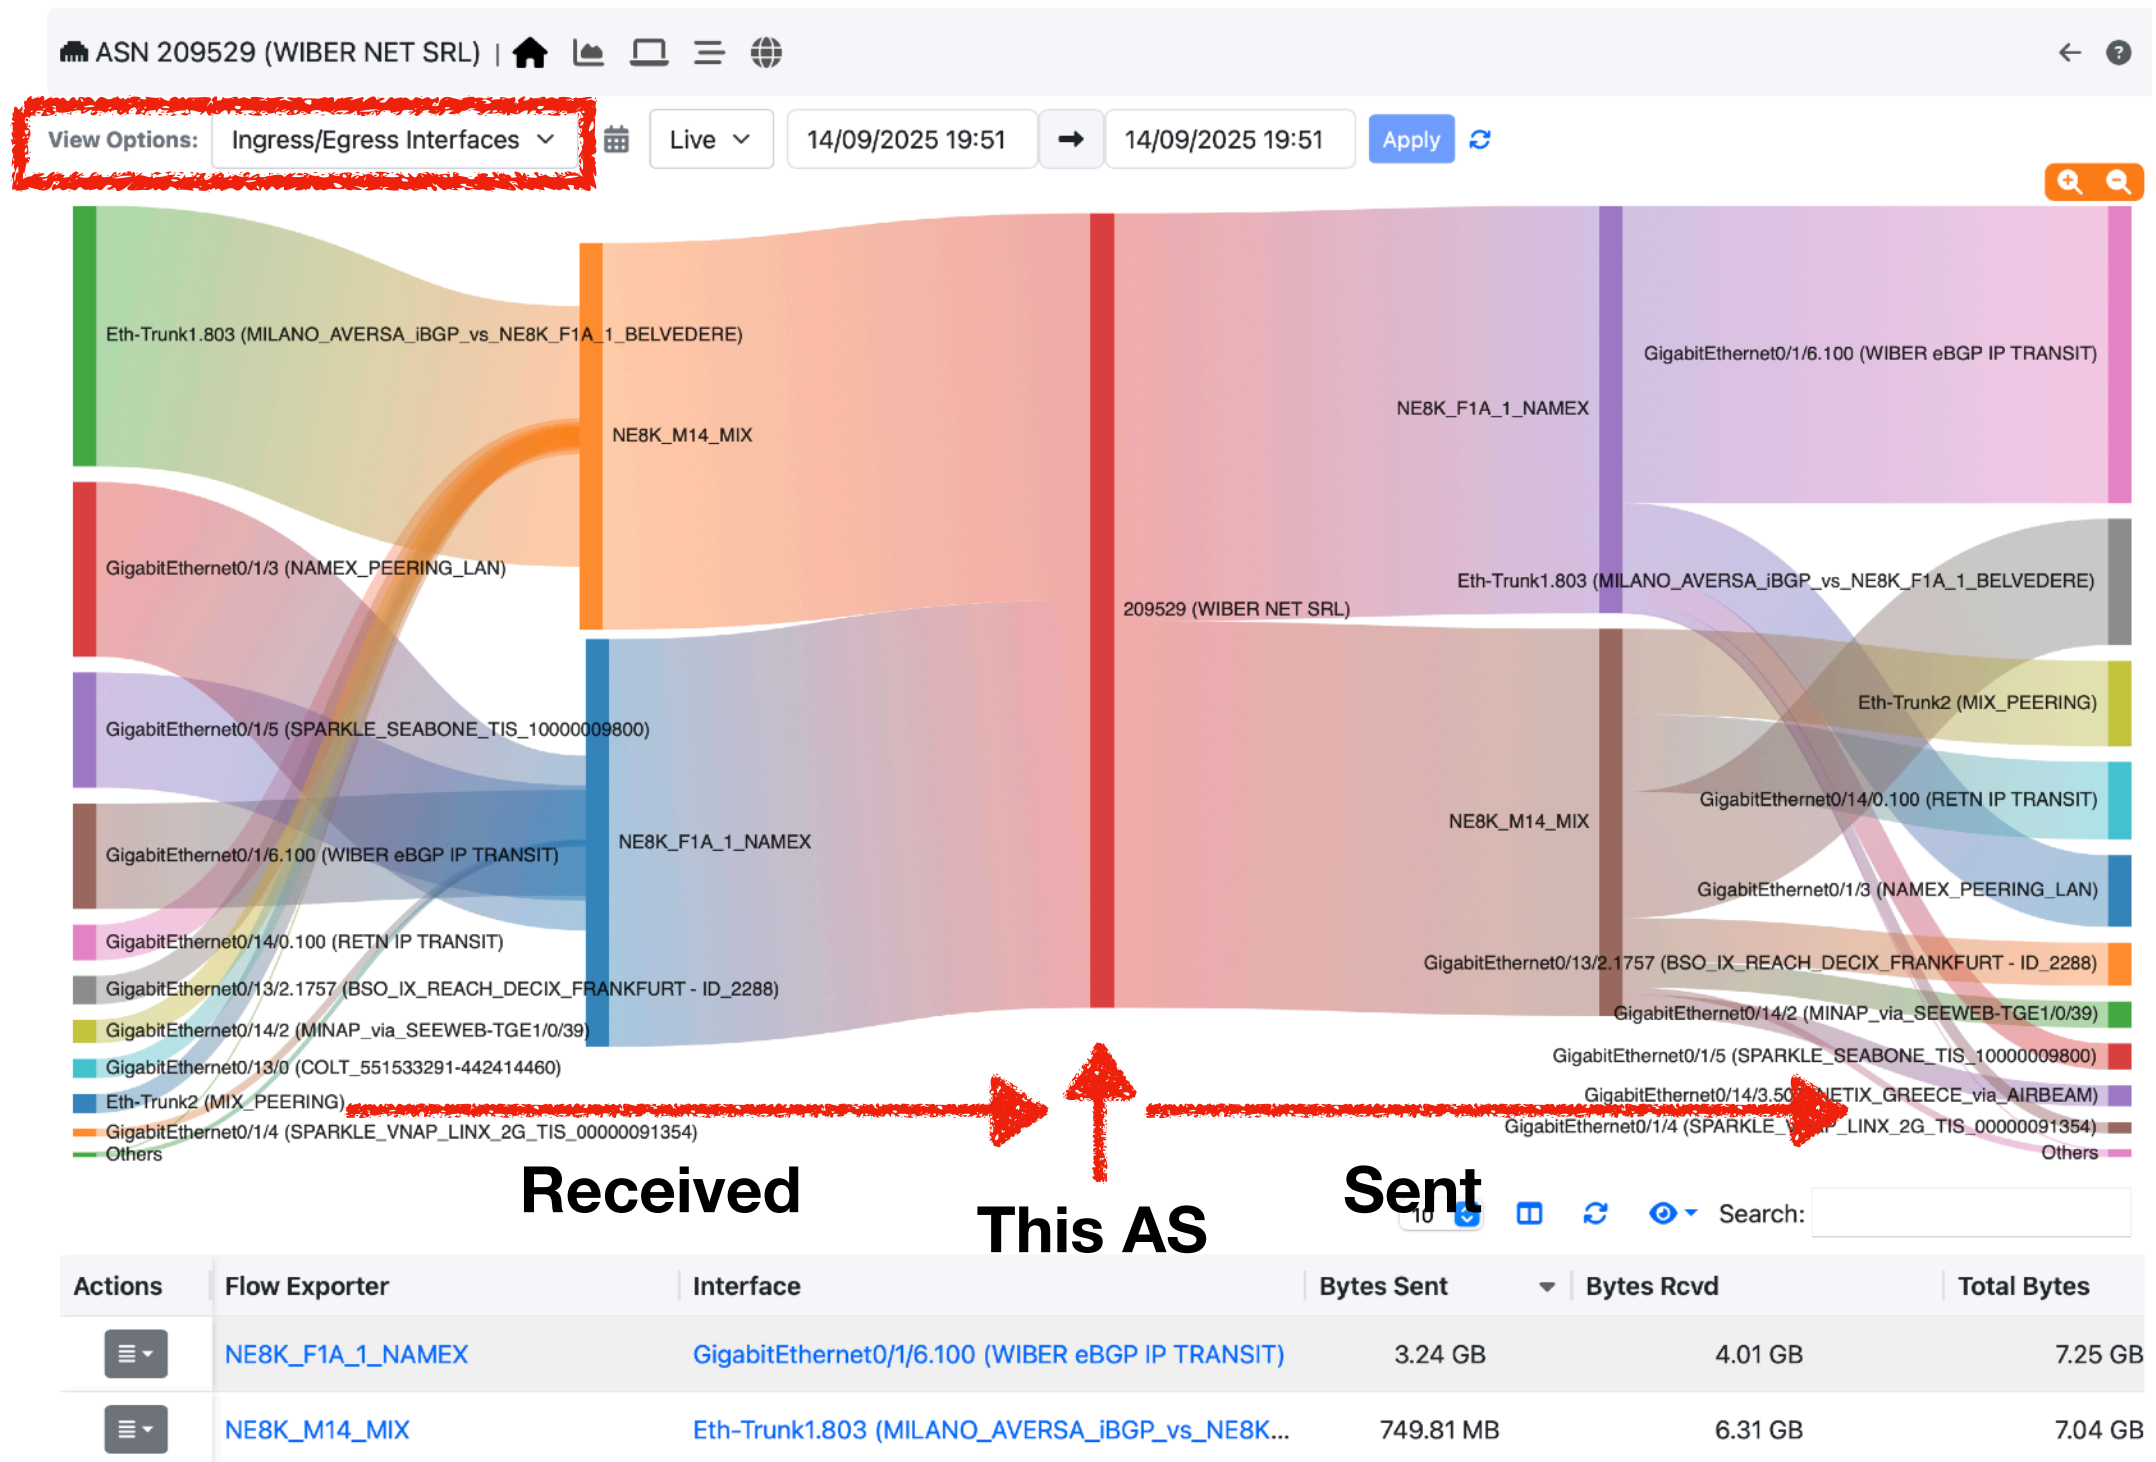 ASN 209529 (WIBER NET SRL) |
View Options: Ingress/Egress Interfaces Live 14/09/2025 19:51 14/09/2025 19:51 Apply
Eth-Trunk1.803 (MILANO_AVERSA_iBGP_vs_NE8K_F1A_1_BELVEDERE)
GigabitEthernet0/1/3 (NAMEX_PEERING_LAN)
GigabitEthernet0/1/5 (SPARKLE_SEABONE_TIS_10000009800)
GigabitEthernet0/1/6.100 (WIBER eBGP IP TRANSIT)
GigabitEthernet0/14/0.100 (RETN IP TRANSIT)
GigabitEthernet0/13/2.1757 (BSO_IX_REACH_DECIX_FRANKFURT - ID_2288)
GigabitEthernet0/14/2 (MINAP_via_SEEWEB-TGE1/0/39)
GigabitEthernet0/13/0 (COLT_551533291-442414460)
Eth-Trunk2 (MIX_PEERING)
GigabitEthernet0/1/4 (SPARKLE_VNAP_LINX_2G_TIS_00000091354)
Others
NE8K_M14_MIX
NE8K_F1A_1_NAMEX
209529 (WIBER NET SRL)
NE8K_F1A_1_NAMEX
NE8K_M14_MIX
GigabitEthernet0/1/6.100 (WIBER eBGP IP TRANSIT)
Eth-Trunk1.803 (MILANO_AVERSA_iBGP_vs_NE8K_F1A_1_BELVEDERE)
Eth-Trunk2 (MIX_PEERING)
GigabitEthernet0/14/0.100 (RETN IP TRANSIT)
GigabitEthernet0/1/3 (NAMEX_PEERING_LAN)
GigabitEthernet0/13/2.1757 (BSO_IX_REACH_DECIX_FRANKFURT - ID_2288)
GigabitEthernet0/14/2 (MINAP_via_SEEWEB-TGE1/0/39)
GigabitEthernet0/1/5 (SPARKLE_SEABONE_TIS_10000009800)
NETIX_GREECE_via_AIRBEAM)
GigabitEthernet0/1/4 (SPARKLE_VNAP_LINX_2G_TIS_00000091354)
Others
Received
This AS
Sent
10 Search:
Actions Flow Exporter Interface Bytes Sent Bytes Rcvd Total Bytes
NE8K_F1A_1_NAMEX GigabitEthernet0/1/6.100 (WIBER eBGP IP TRANSIT) 3.24 GB 4.01 GB 7.25 GB
NE8K_M14_MIX Eth-Trunk1.803 (MILANO_AVERSA_iBGP_vs_NE8K... 749.81 MB 6.31 GB 7.04 GB